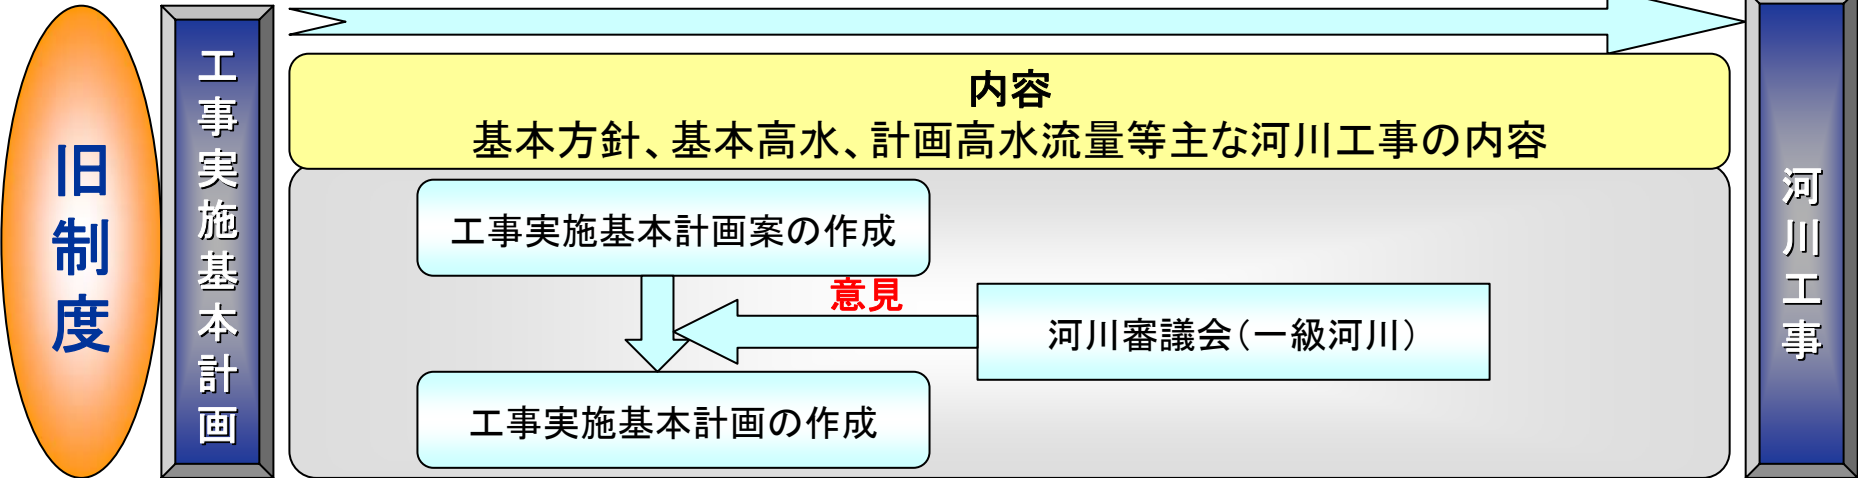 旧制度
工事実施基本計画
内容
基本方針、基本高水、計画高水流量等主な河川工事の内容
工事実施基本計画案の作成
意見
河川審議会（一級河川）
工事実施基本計画の作成
河川工事